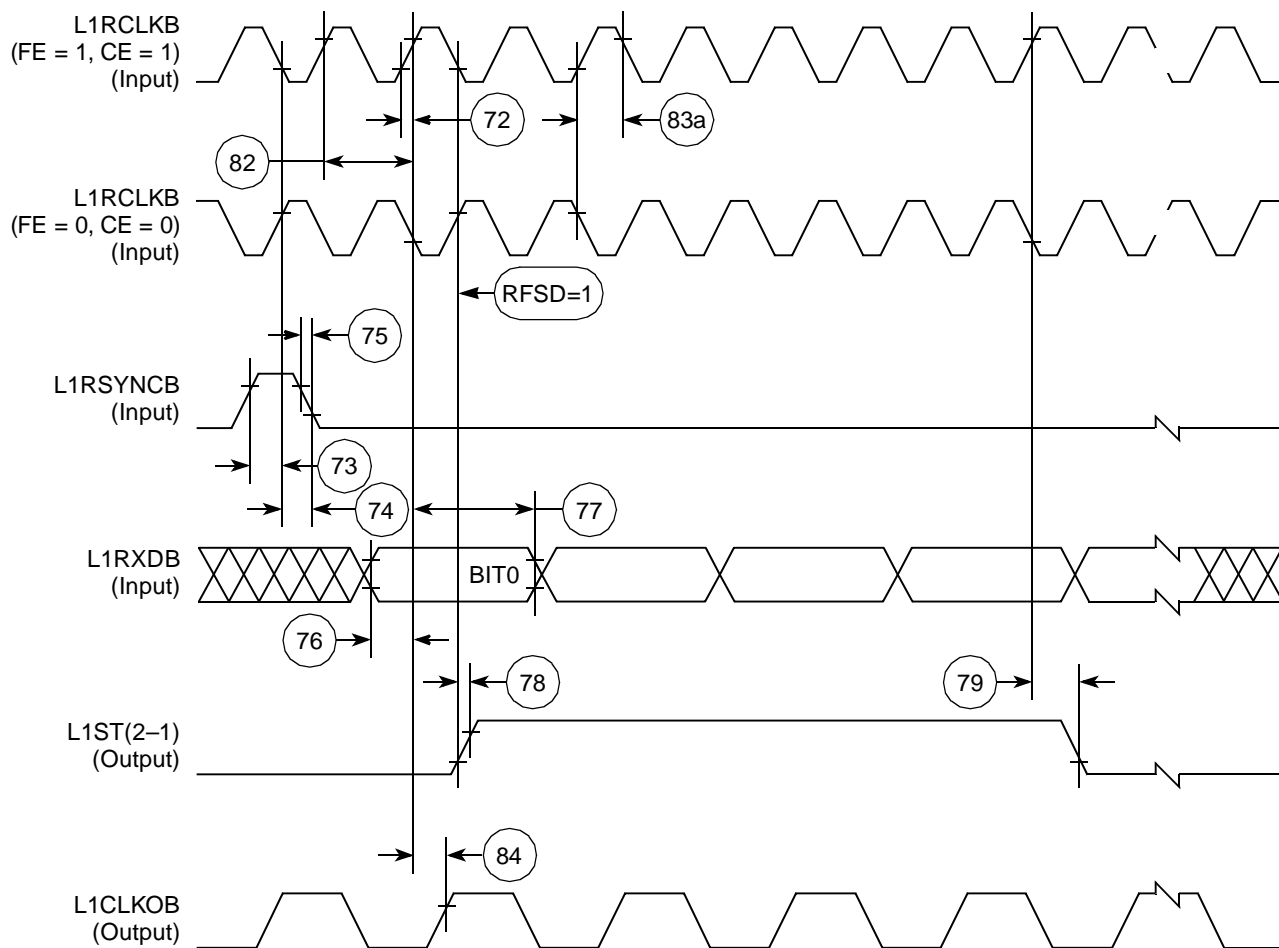 L1RCLKB
(FE = 1, CE = 1)
(Input)
72
83a
82
L1RCLKB
(FE = 0, CE = 0)
(Input)
RFSD=1
75
L1RSYNCB
(Input)
73
74
77
L1RXDB
(Input)
BIT0
76
78
79
L1ST(2–1)
(Output)
84
L1CLKOB
(Output)